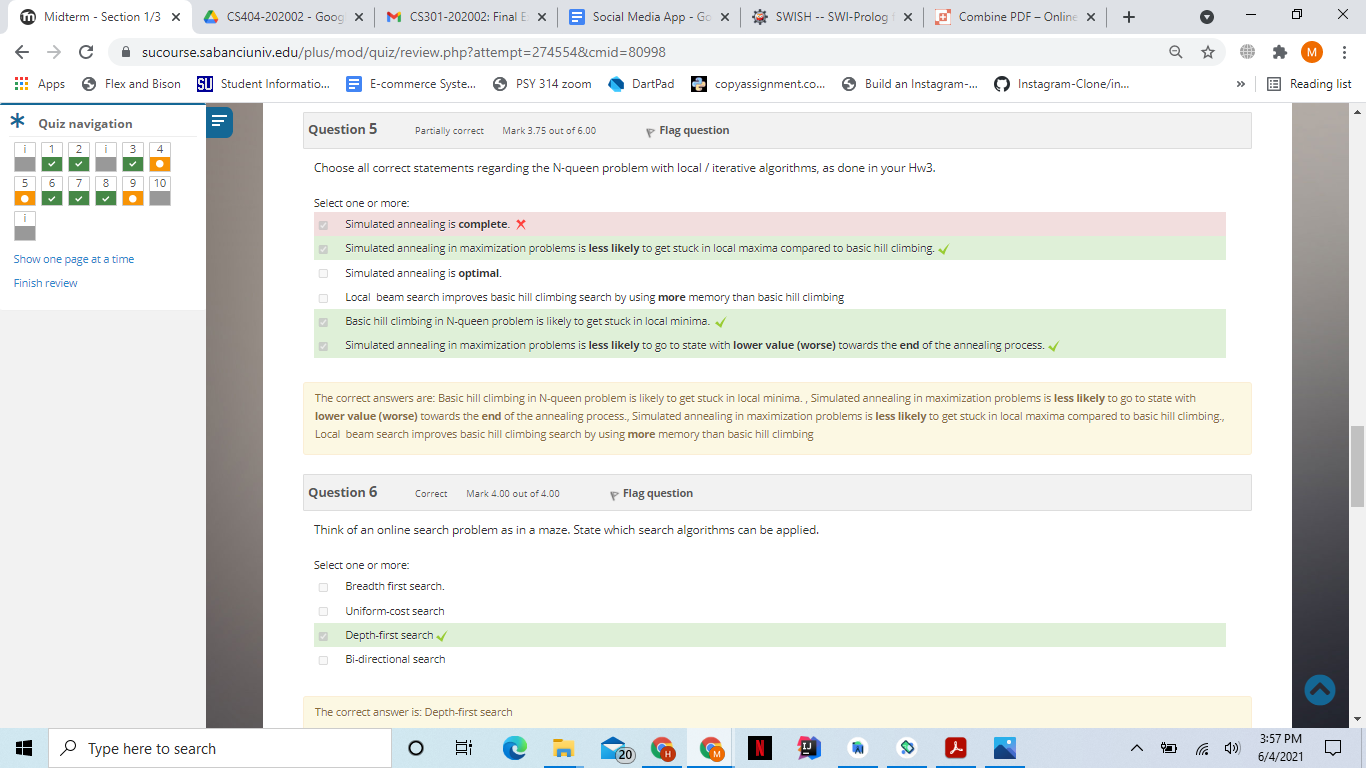 Midterm - Section 1/3
CS404-202002 - Goog
CS301-202002: Final E
Social Media App - Go
SWISH -- SWI-Prolog f
Combine PDF – Online
sucourse.sabanciuniv.edu/plus/mod/quiz/review.php?attempt=274554&cmid=80998
M
Apps
Flex and Bison
SU
Student Informatio...
E-commerce Syste...
PSY 314 zoom
DartPad
copyassignment.co...
Build an Instagram-...
Instagram-Clone/in...
»
Reading list
Quiz navigation
i 1 2 i 3 4
5 6 7 8 9 10
i
Show one page at a time
Finish review
Question 5
Partially correct
Mark 3.75 out of 6.00
Flag question
Choose all correct statements regarding the N-queen problem with local / iterative algorithms, as done in your Hw3.
Select one or more:
Simulated annealing is complete.
Simulated annealing in maximization problems is less likely to get stuck in local maxima compared to basic hill climbing.
Simulated annealing is optimal.
Local beam search improves basic hill climbing search by using more memory than basic hill climbing
Basic hill climbing in N-queen problem is likely to get stuck in local minima.
Simulated annealing in maximization problems is less likely to go to state with lower value (worse) towards the end of the annealing process.
The correct answers are: Basic hill climbing in N-queen problem is likely to get stuck in local minima. , Simulated annealing in maximization problems is less likely to go to state with
lower value (worse) towards the end of the annealing process., Simulated annealing in maximization problems is less likely to get stuck in local maxima compared to basic hill climbing.,
Local beam search improves basic hill climbing search by using more memory than basic hill climbing
Question 6
Correct
Mark 4.00 out of 4.00
Flag question
Think of an online search problem as in a maze. State which search algorithms can be applied.
Select one or more:
Breadth first search.
Uniform-cost search
Depth-first search
Bi-directional search
The correct answer is: Depth-first search
Type here to search
20
H
M
N
IJ
3:57 PM
6/4/2021